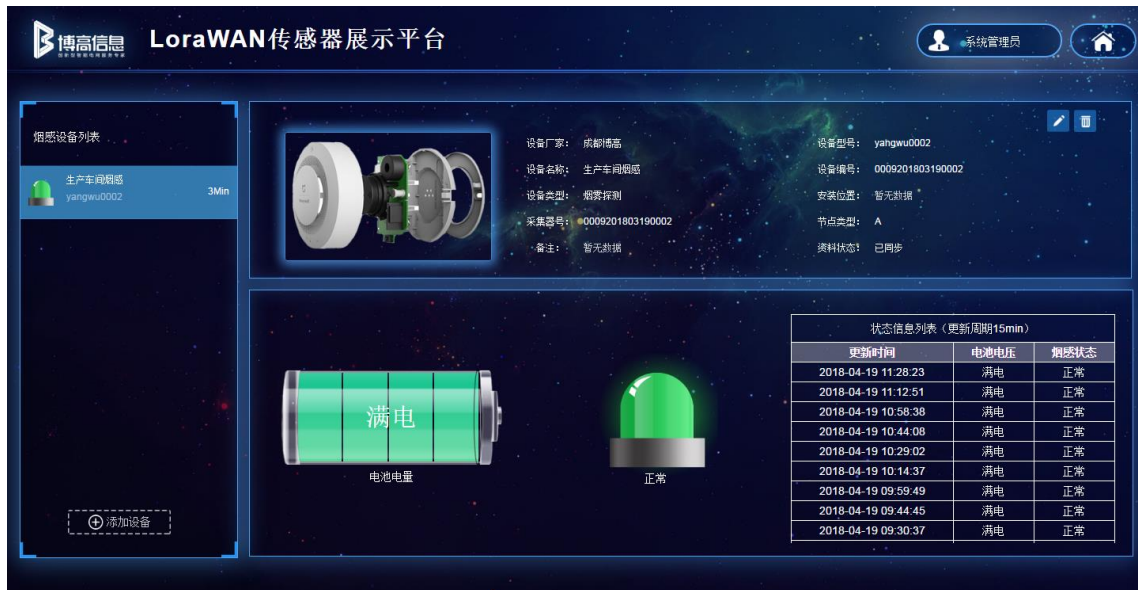 博高信息
LoraWAN传感器展示平台
系统管理员
烟感设备列表
生产车间烟感
yangwu0002
3Min
添加设备
设备厂家： 成都博高
设备型号： yahgwu0002
设备名称： 生产车间烟感
设备编号： 0009201803190002
设备类型： 烟雾探测
安装位置： 暂无数据
采集器号： 0009201803190002
节点类型： A
备注： 暂无数据
资料状态： 已同步
满电
电池电量
正常
状态信息列表（更新周期15min）
更新时间 电池电压 烟感状态
2018-04-19 11:28:23 满电 正常
2018-04-19 11:12:51 满电 正常
2018-04-19 10:58:38 满电 正常
2018-04-19 10:44:08 满电 正常
2018-04-19 10:29:02 满电 正常
2018-04-19 10:14:37 满电 正常
2018-04-19 09:59:49 满电 正常
2018-04-19 09:44:45 满电 正常
2018-04-19 09:30:37 满电 正常